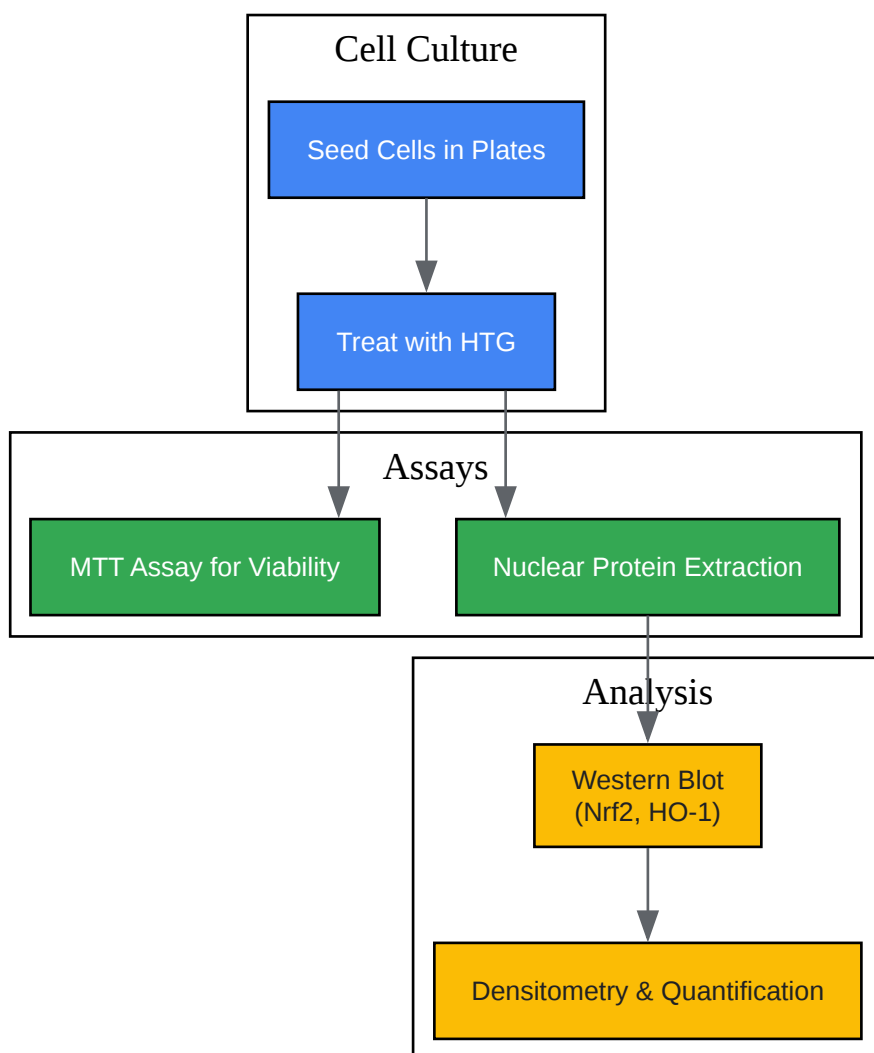 Cell Culture
Seed Cells in Plates
Treat with HTG
Assays
MTT Assay for Viability
Nuclear Protein Extraction
Analysis
Western Blot
(Nrf2, HO-1)
Densitometry & Quantification